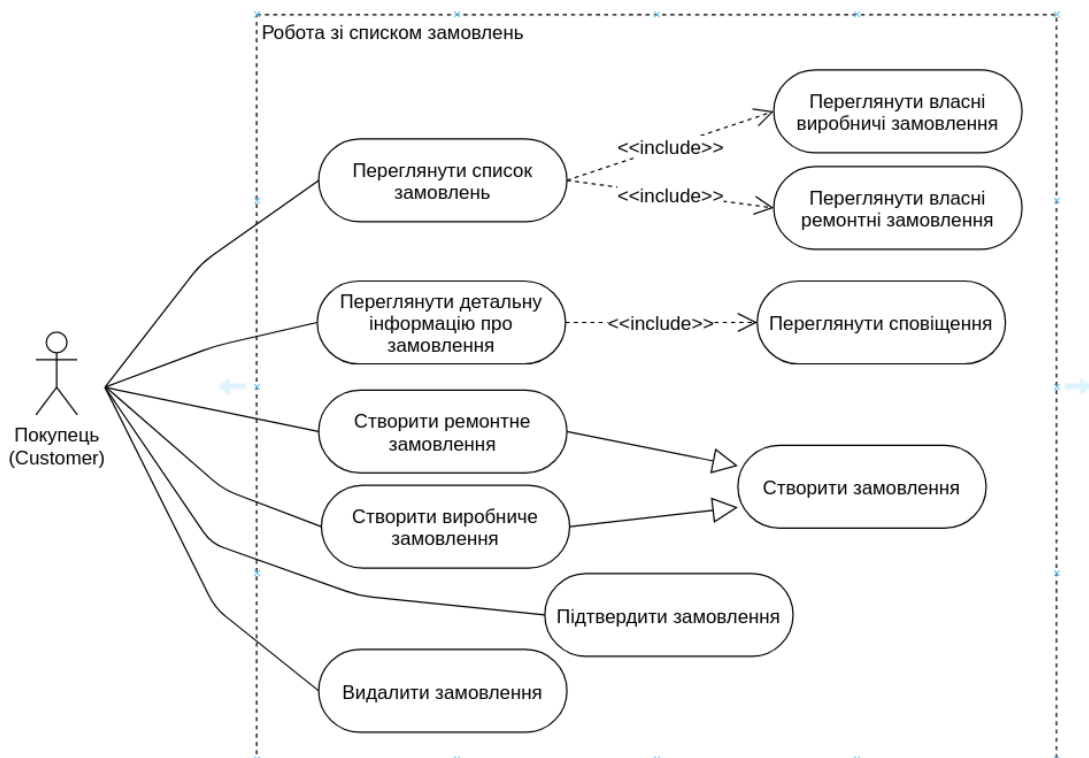 Робота зі списком замовлень
Переглянути власні
виробничі замовлення
<<include>>
Переглянути список
замовлень
<<include>>
Переглянути власні
ремонтні замовлення
Переглянути детальну
інформацію про
замовлення
<<include>>
Переглянути сповіщення
Покупець
(Customer)
Створити ремонтне
замовлення
Створити замовлення
Створити виробниче
замовлення
Підтвердити замовлення
Видалити замовлення